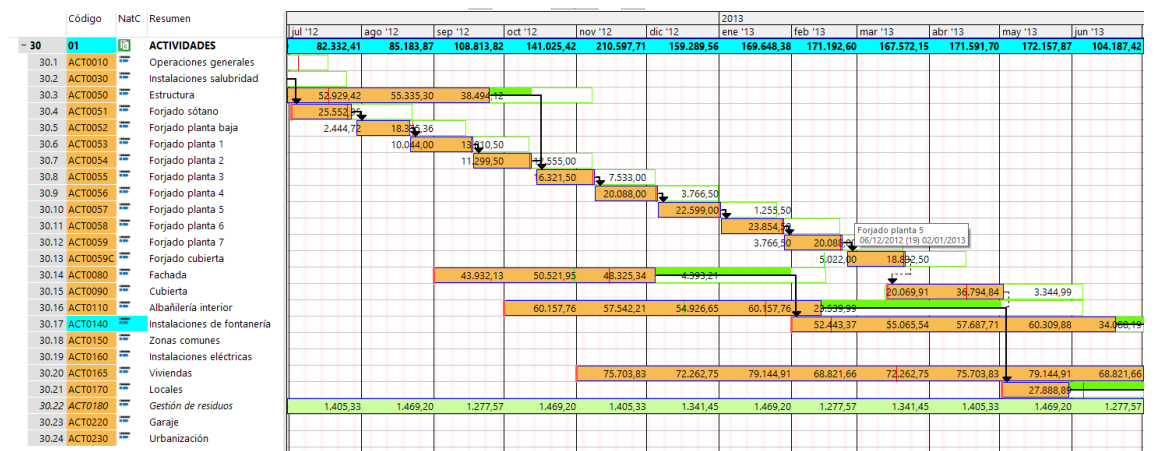 Código NatC Resumen 2013
jul '12 ago '12 sep '12 oct '12 nov '12 dic '12 ene '13 feb '13 mar '13 abr '13 may '13 jun '13
30 01 ACTIVIDADES 82.332,41 85.183,87 108.813,82 141.025,42 210.597,71 159.289,56 169.648,38 171.192,60 167.572,15 171.591,70 172.157,87 104.187,42
30.1 ACT0010 Operaciones generales
30.2 ACT0030 Instalaciones salubridad
30.3 ACT0050 Estructura 52.929,42 55.335,30 38.494,12
30.4 ACT0051 Forjado sótano
30.5 ACT0052 Forjado planta baja 2.444,72
30.6 ACT0053 Forjado planta 1 10.044,00 13.810,50
30.7 ACT0054 Forjado planta 2 11.299,50 12.555,00
30.8 ACT0055 Forjado planta 3 16.321,50 7.533,00
30.9 ACT0056 Forjado planta 4 20.088,00 3.766,50
30.10 ACT0057 Forjado planta 5 22.599,00 1.255,50
30.11 ACT0058 Forjado planta 6 Forjado planta 5
30.12 ACT0059 Forjado planta 7 3.766,50 20.088,00 06/12/2012 (19) 02/01/2013
30.13 ACT0059C Forjado cubierta 5.022,00 18.832,50
30.14 ACT0080 Fachada 43.932,13 50.521,95 48.325,34 4.393,21
30.15 ACT0090 Cubierta 20.069,91 36.794,84 3.344,99
30.16 ACT0110 Albañilería interior 60.157,76 57.542,21 54.926,65 60.157,76 23.539,99
30.17 ACT0140 Instalaciones de fontanería 52.443,37 55.065,54 57.687,71 60.309,88 34.088,19
30.18 ACT0150 Zonas comunes
30.19 ACT0160 Instalaciones eléctricas
30.20 ACT0165 Viviendas 75.703,83 72.262,75 79.144,91 68.821,66 72.262,75 75.703,83 79.144,91 68.821,66
30.21 ACT0170 Locales 27.888,89
30.22 ACT0180 Gestión de residuos 1.405,33 1.469,20 1.277,57 1.469,20 1.405,33 1.341,45 1.469,20 1.277,57 1.341,45 1.405,33 1.469,20 1.277,57
30.23 ACT0220 Garaje
30.24 ACT0230 Urbanización